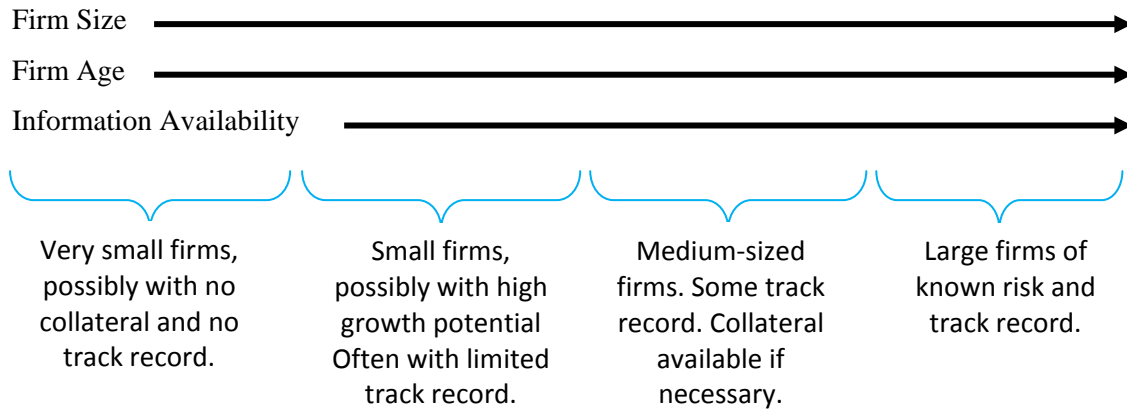 Firm Size
Firm Age
Information Availability
Very small firms,
possibly with no
collateral and no
track record.
Small firms,
possibly with high
growth potential
Often with limited
track record.
Medium-sized
firms. Some track
record. Collateral
available if
necessary.
Large firms of
known risk and
track record.